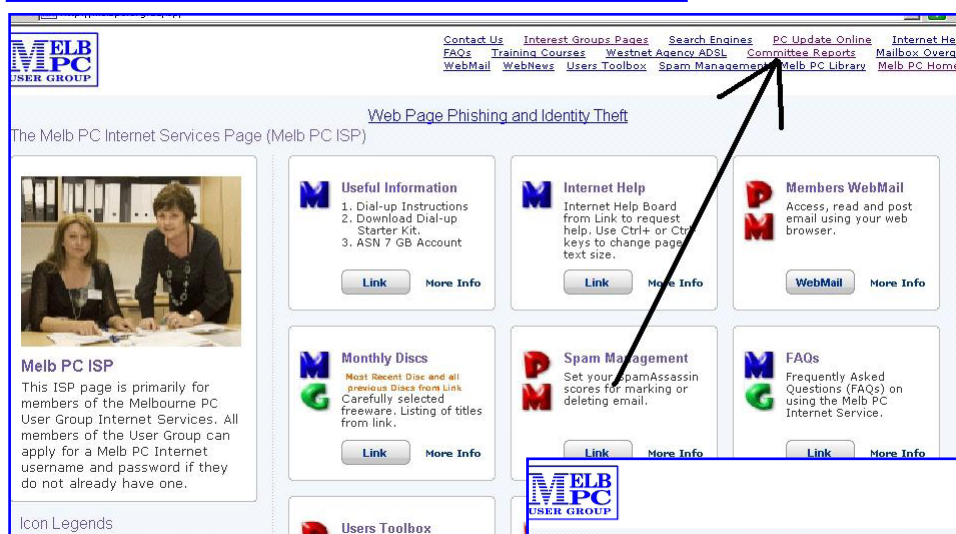 MELB
PC
USER GROUP
Contact Us Interest Groups Pages Search Engines PC Update Online Internet He
FAQs Training Courses Westnet Agency ADSL Committee Reports Mailbox Overq
WebMail WebNews Users Toolbox Spam Management Melb PC Library Melb PC Home
Web Page Phishing and Identity Theft
The Melb PC Internet Services Page (Melb PC ISP)
Melb PC ISP
This ISP page is primarily for
members of the Melbourne PC
User Group Internet Services. All
members of the User Group can
apply for a Melb PC Internet
username and password if they
do not already have one.
Icon Legends
M
Useful Information
1. Dial-up Instructions
2. Download Dial-up
Starter Kit.
3. ASN 7 GB Account
Link More Info
M
Internet Help
Internet Help Board
from Link to request
help. Use Ctrl+ or Ctrl-
keys to change page
text size.
Link More Info
P
M
Members WebMail
Access, read and post
email using your web
browser.
WebMail More Info
M
G
Monthly Discs
Most Recent Disc and all
previous Discs from Link
Carefully selected
freeware. Listing of titles
from link.
Link More Info
P
M
Spam Management
Set your SpamAssassin
scores for marking or
deleting email.
Link More Info
M
G
FAQs
Frequently Asked
Questions (FAQs) on
using the Melb PC
Internet Service.
Link More Info
Users Toolbox
MELB
PC
USER GROUP